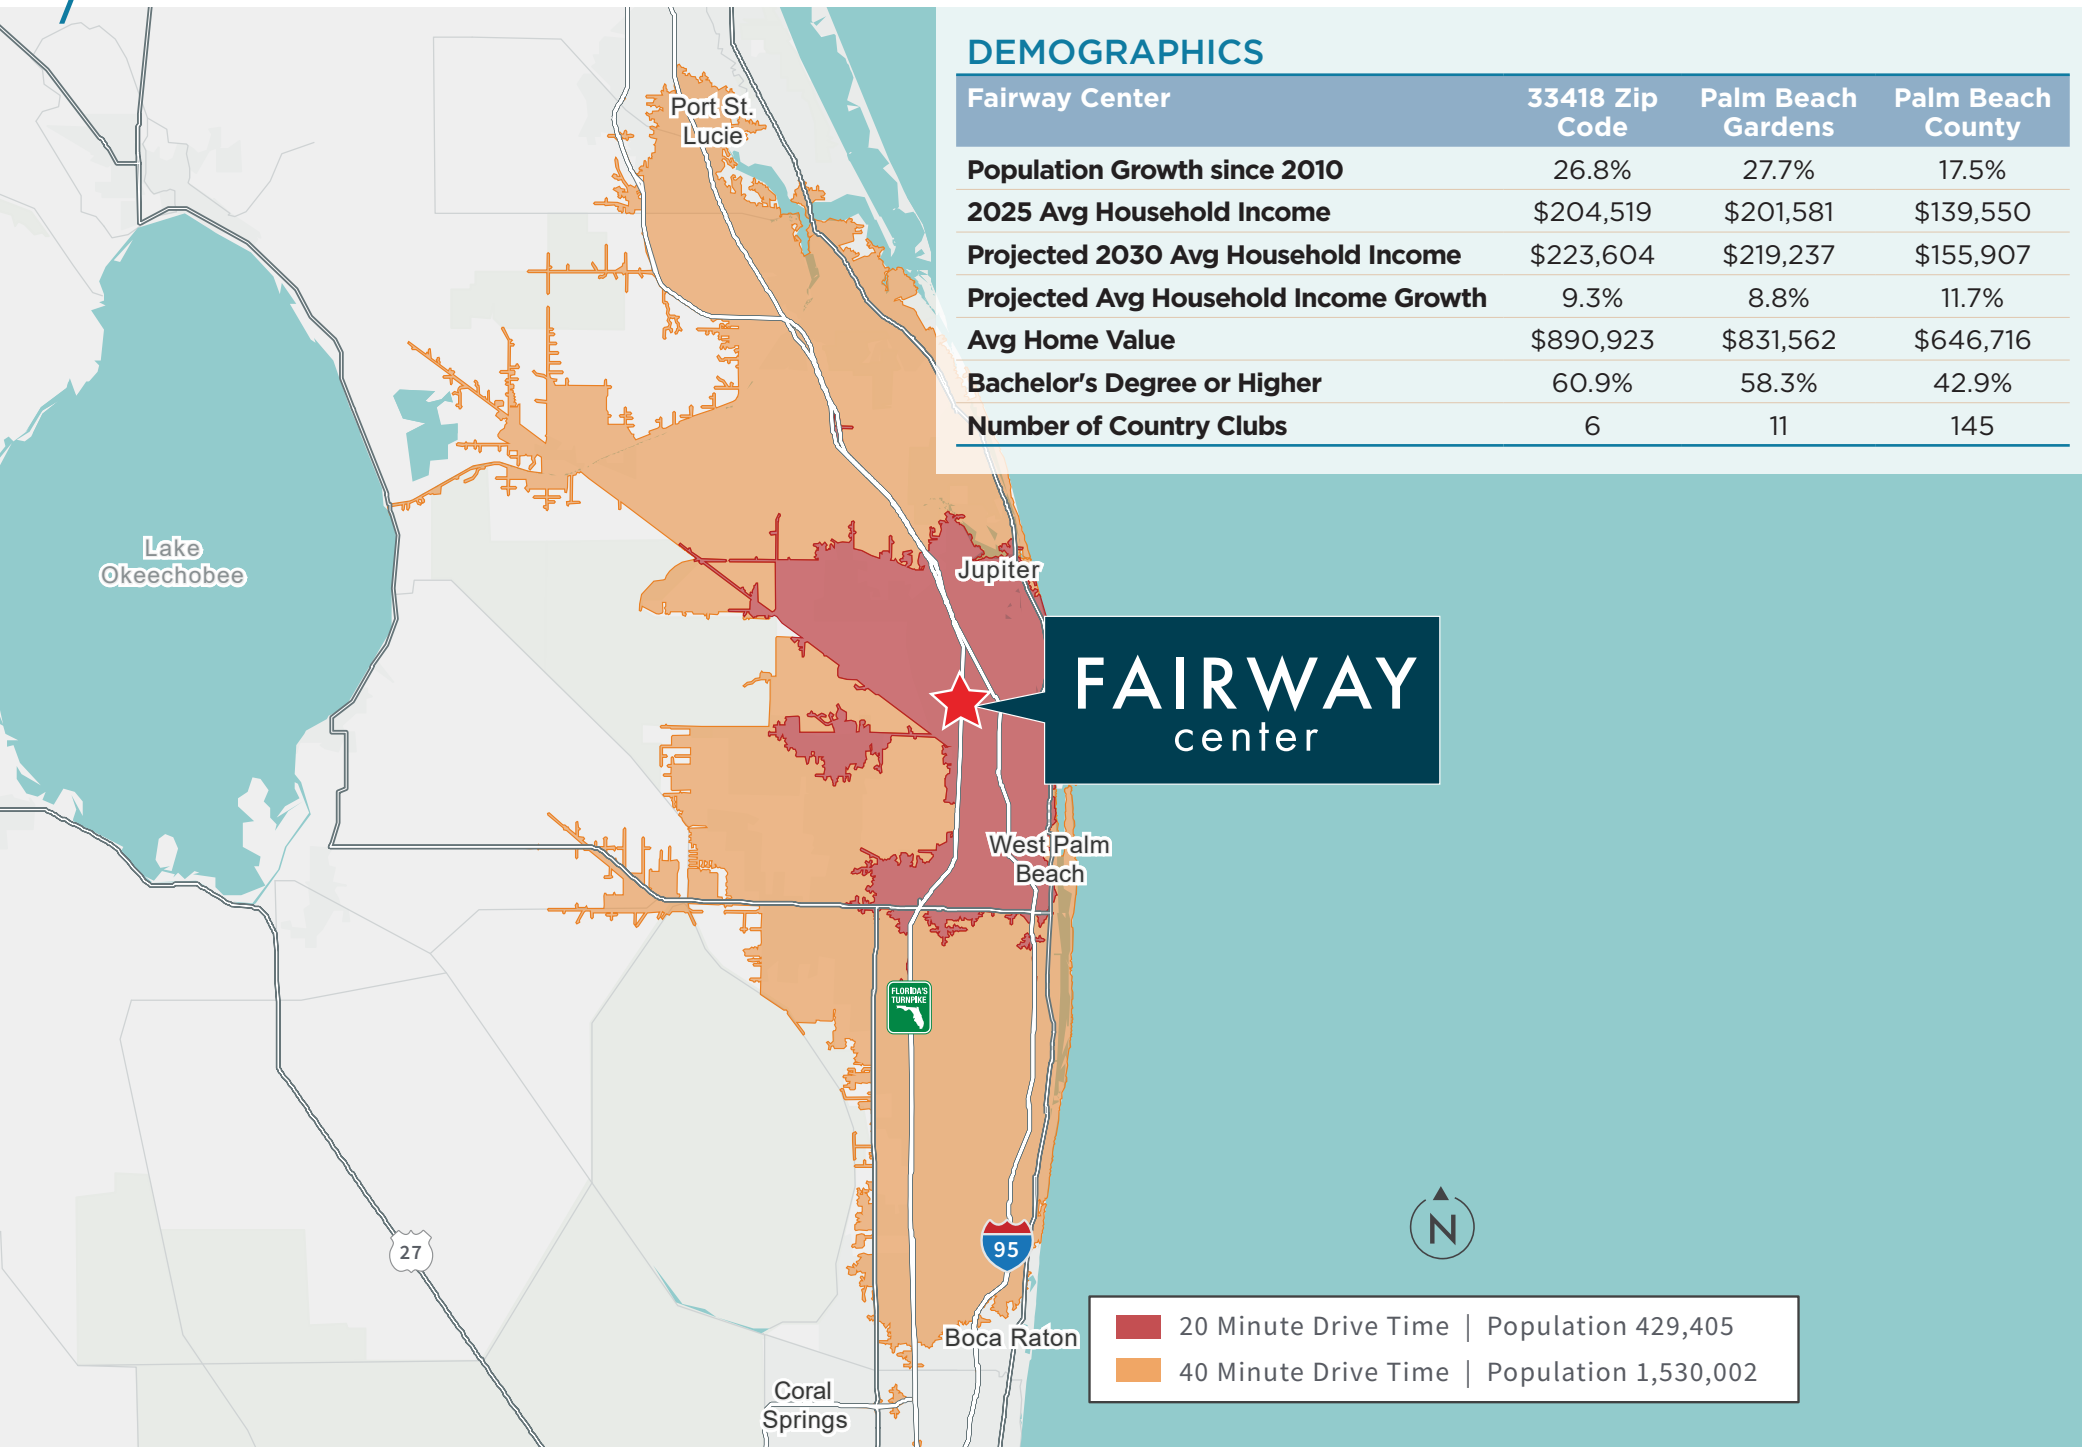 DEMOGRAPHICS
Fairway Center 33418 Zip Code Palm Beach Gardens Palm Beach County
Population Growth since 2010 26.8% 27.7% 17.5%
2025 Avg Household Income $204,519 $201,581 $139,550
Projected 2030 Avg Household Income $223,604 $219,237 $155,907
Projected Avg Household Income Growth 9.3% 8.8% 11.7%
Avg Home Value $890,923 $831,562 $646,716
Bachelor's Degree or Higher 60.9% 58.3% 42.9%
Number of Country Clubs 6 11 145
Port St.
Lucie
Lake
Okeechobee
Jupiter
FAIRWAY
center
West Palm
Beach
FLORIDA'S
TURNPIKE
27
95
N
Boca Raton
Coral
Springs
20 Minute Drive Time | Population 429,405
40 Minute Drive Time | Population 1,530,002